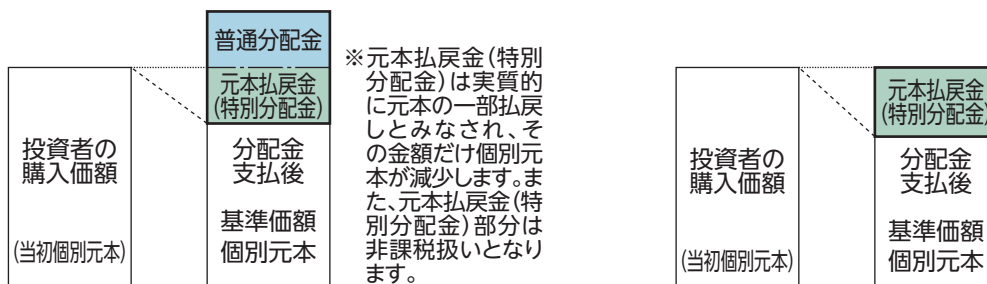 普通分配金
元本払戻金
(特別分配金)
投資者の
購入価額
(当初個別元本)
分配金
支払後
基準価額
個別元本
※元本払戻金(特別
分配金)は実質的
に元本の一部払戻
しとみなされ、そ
の金額だけ個別元
本が減少します。ま
た、元本払戻金(特
別分配金)部分は
非課税扱いとなり
ます。
投資者の
購入価額
(当初個別元本)
元本払戻金
(特別分配金)
分配金
支払後
基準価額
個別元本